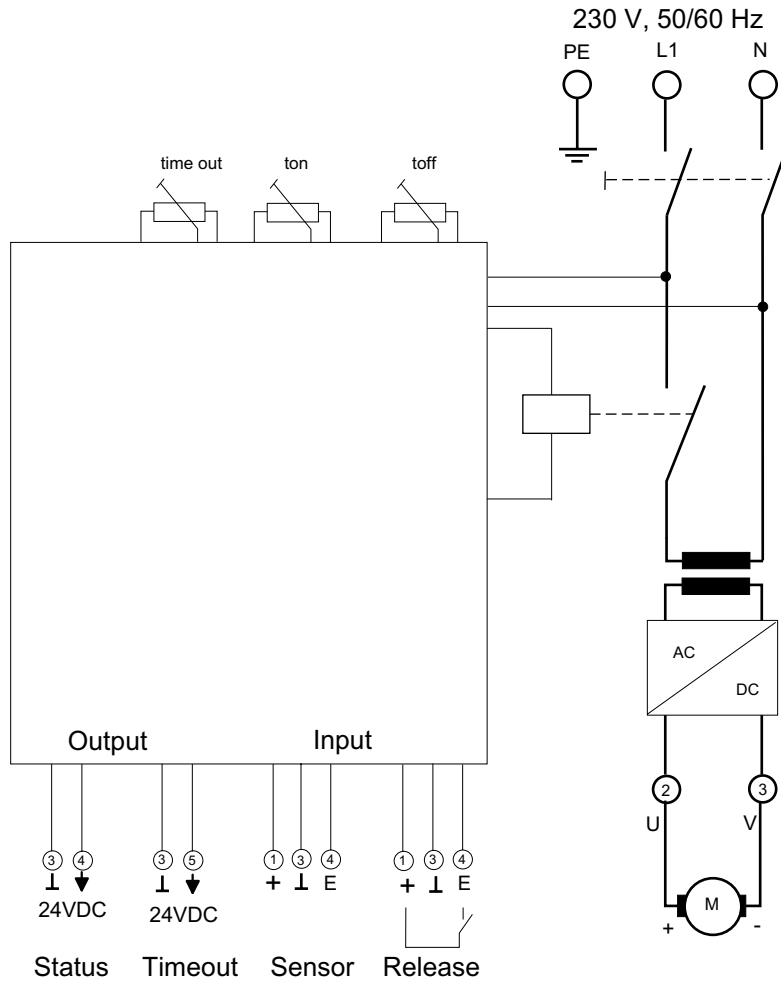 230 V, 50/60 Hz
PE L1 N
time out ton toff
AC
DC
Output Input
3 4 3 5 1 3 4 1 3 4
2 3
U V
+ ⊥ E + ⊥ E
⊥ ⊥
24VDC 24VDC
M
+ -
Status Timeout Sensor Release